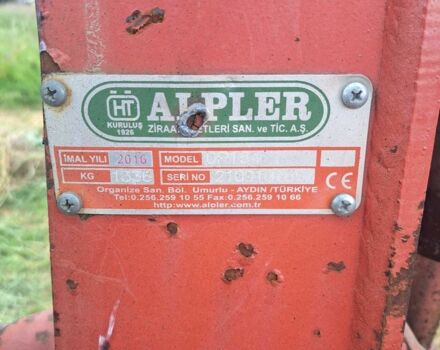 HT
KURULUŞ
1926
ALPLER
ZİRAAT ALETLERİ SAN. ve TİC. A.Ş.
İMAL YILI 2016 MODEL
KG 1336 SERI NO CE
Organize San. Böl. Umurlu - AYDIN /TÜRKİYE
Tel:0.256.259 10 55 Fax 0.256.259 10 66
http:www.alpler.com